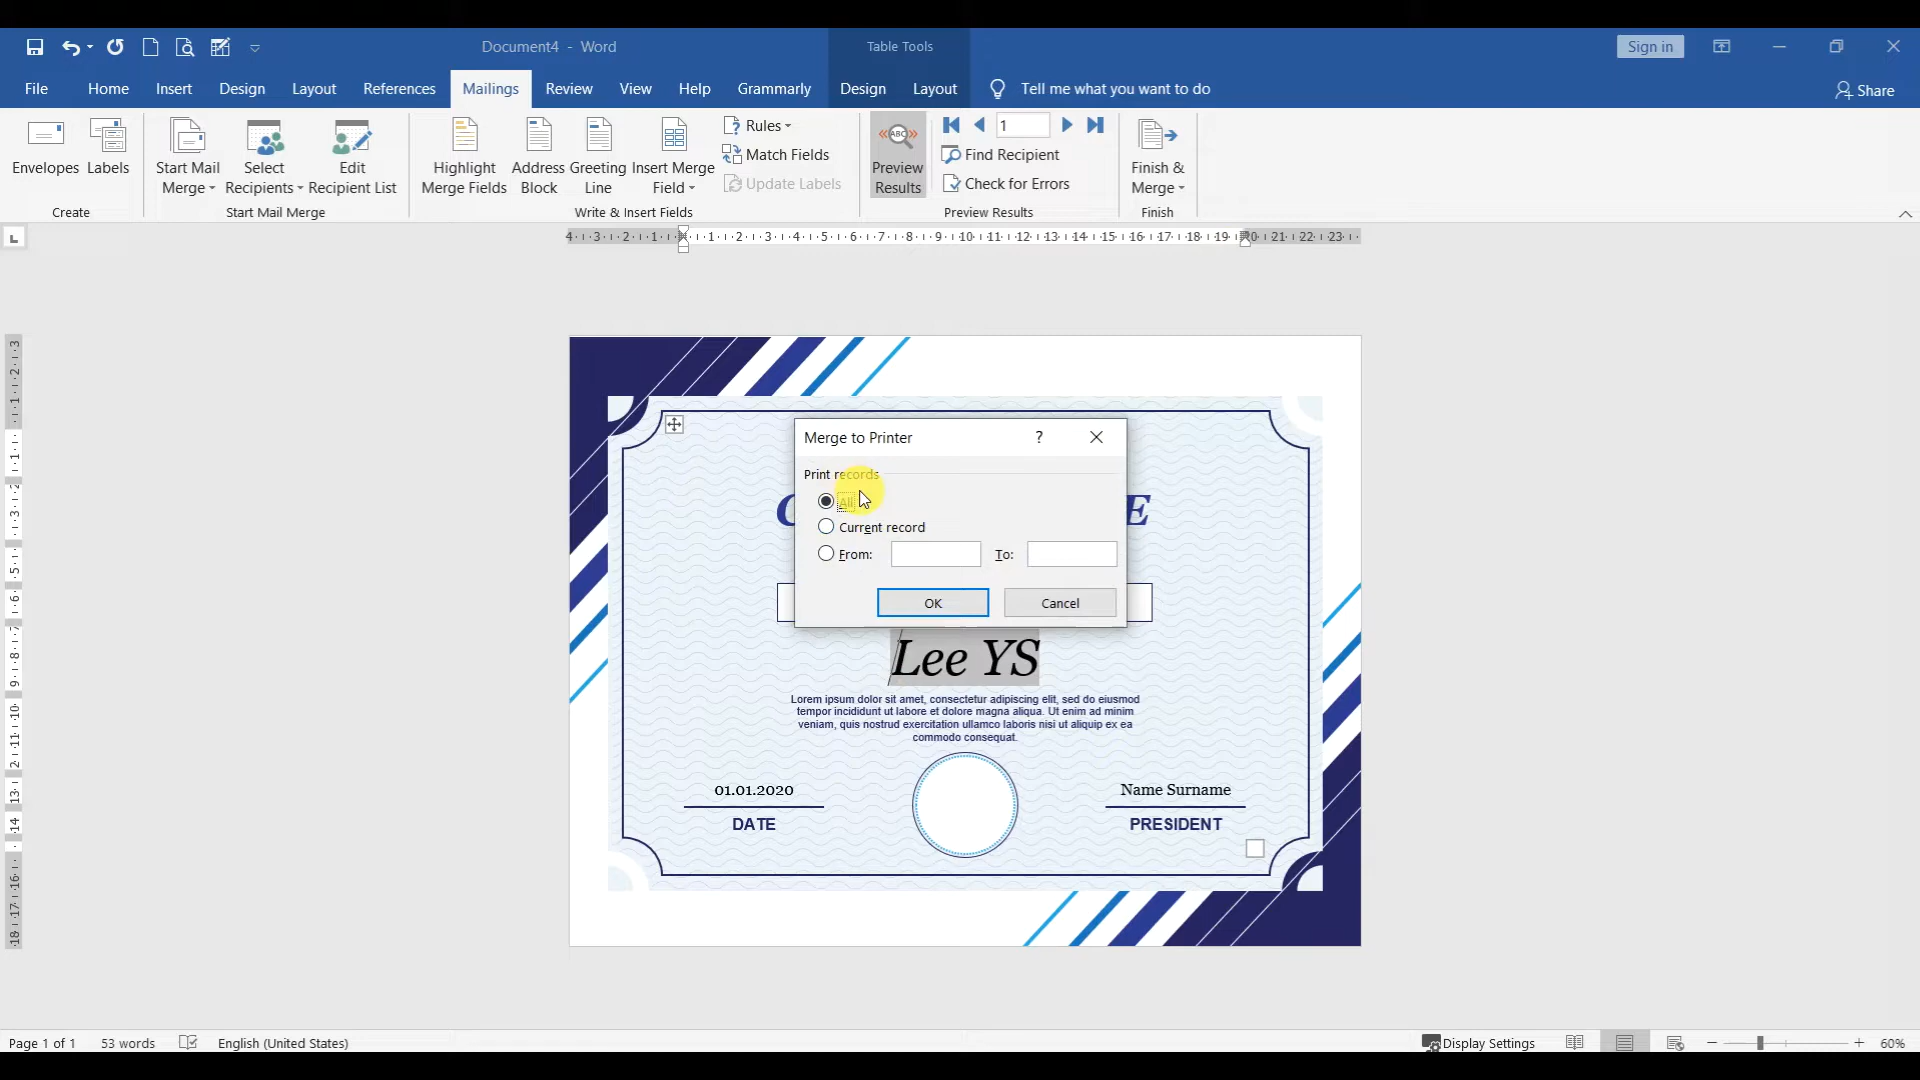 Document4 - Word
Table Tools
Sign in
File
Home
Insert
Design
Layout
References
Mailings
Review
View
Help
Grammarly
Design
Layout
Tell me what you want to do
Share
Envelopes
Labels
Create
Start Mail
Merge
Select
Recipients
Edit
Recipient List
Start Mail Merge
Highlight
Merge Fields
Address
Block
Greeting
Line
Insert Merge
Field
Rules
Match Fields
Update Labels
Write & Insert Fields
«ABC»
Preview
Results
1
Find Recipient
Check for Errors
Preview Results
Finish &
Merge
Finish
Merge to Printer
Print records
All
Current record
From:
To:
OK
Cancel
Lee YS
Lorem ipsum dolor sit amet, consectetur adipiscing elit, sed do eiusmod
tempor incididunt ut labore et dolore magna aliqua. Ut enim ad minim
veniam, quis nostrud exercitation ullamco laboris nisi ut aliquip ex ea
commodo consequat.
01.01.2020
DATE
Name Surname
PRESIDENT
Page 1 of 1
53 words
English (United States)
Display Settings
60%